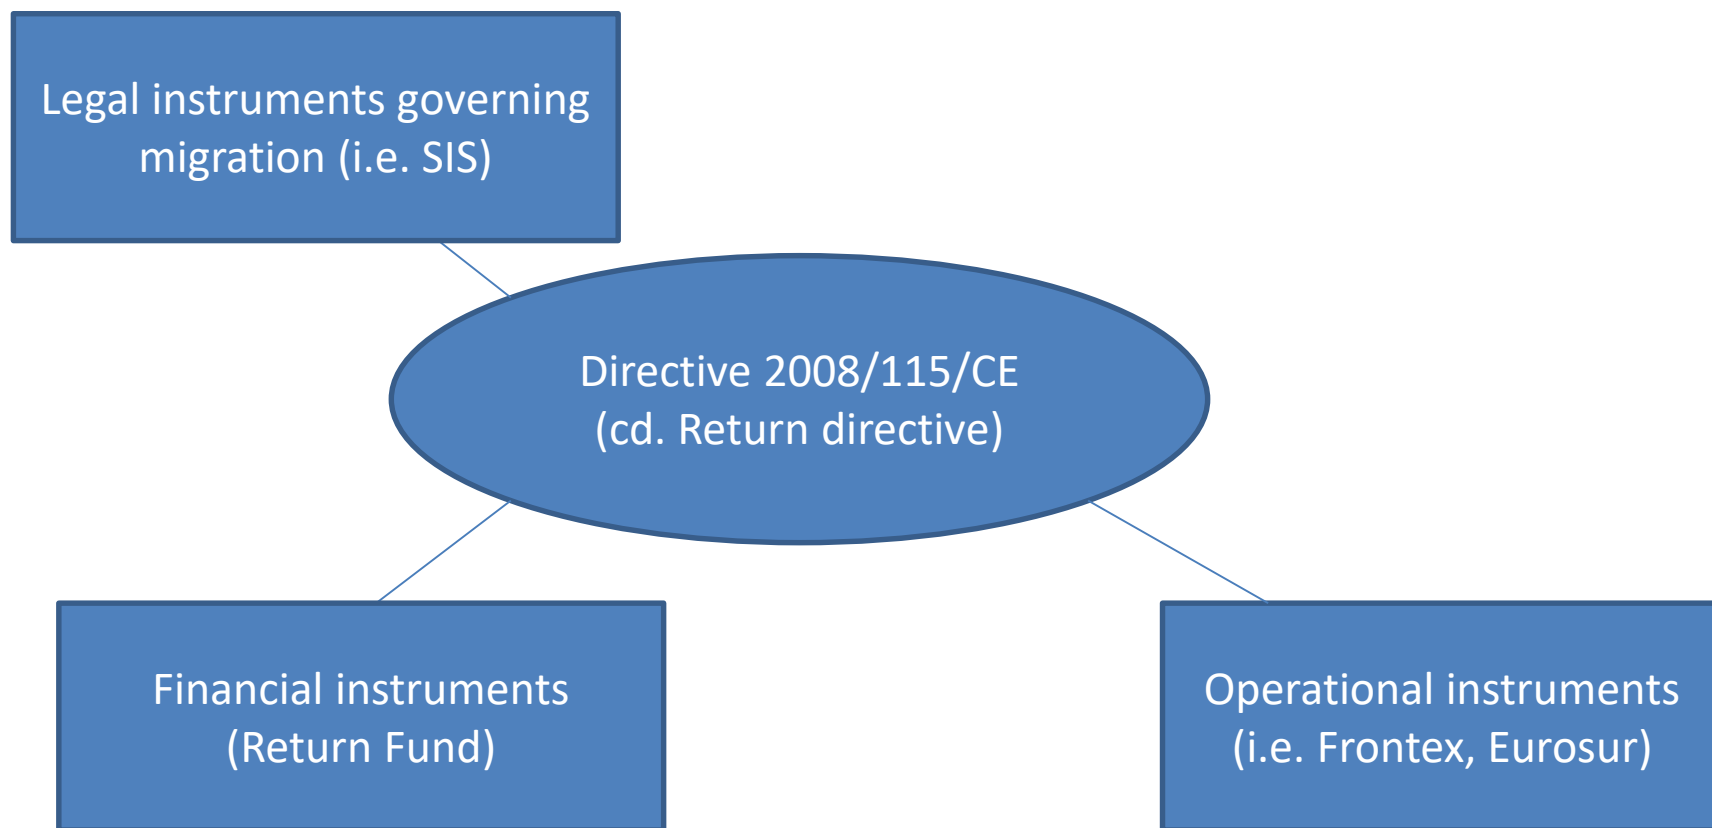 Legal instruments governing
migration (i.e. SIS)
Directive 2008/115/CE
(cd. Return directive)
Financial instruments
(Return Fund)
Operational instruments
(i.e. Frontex, Eurosur)